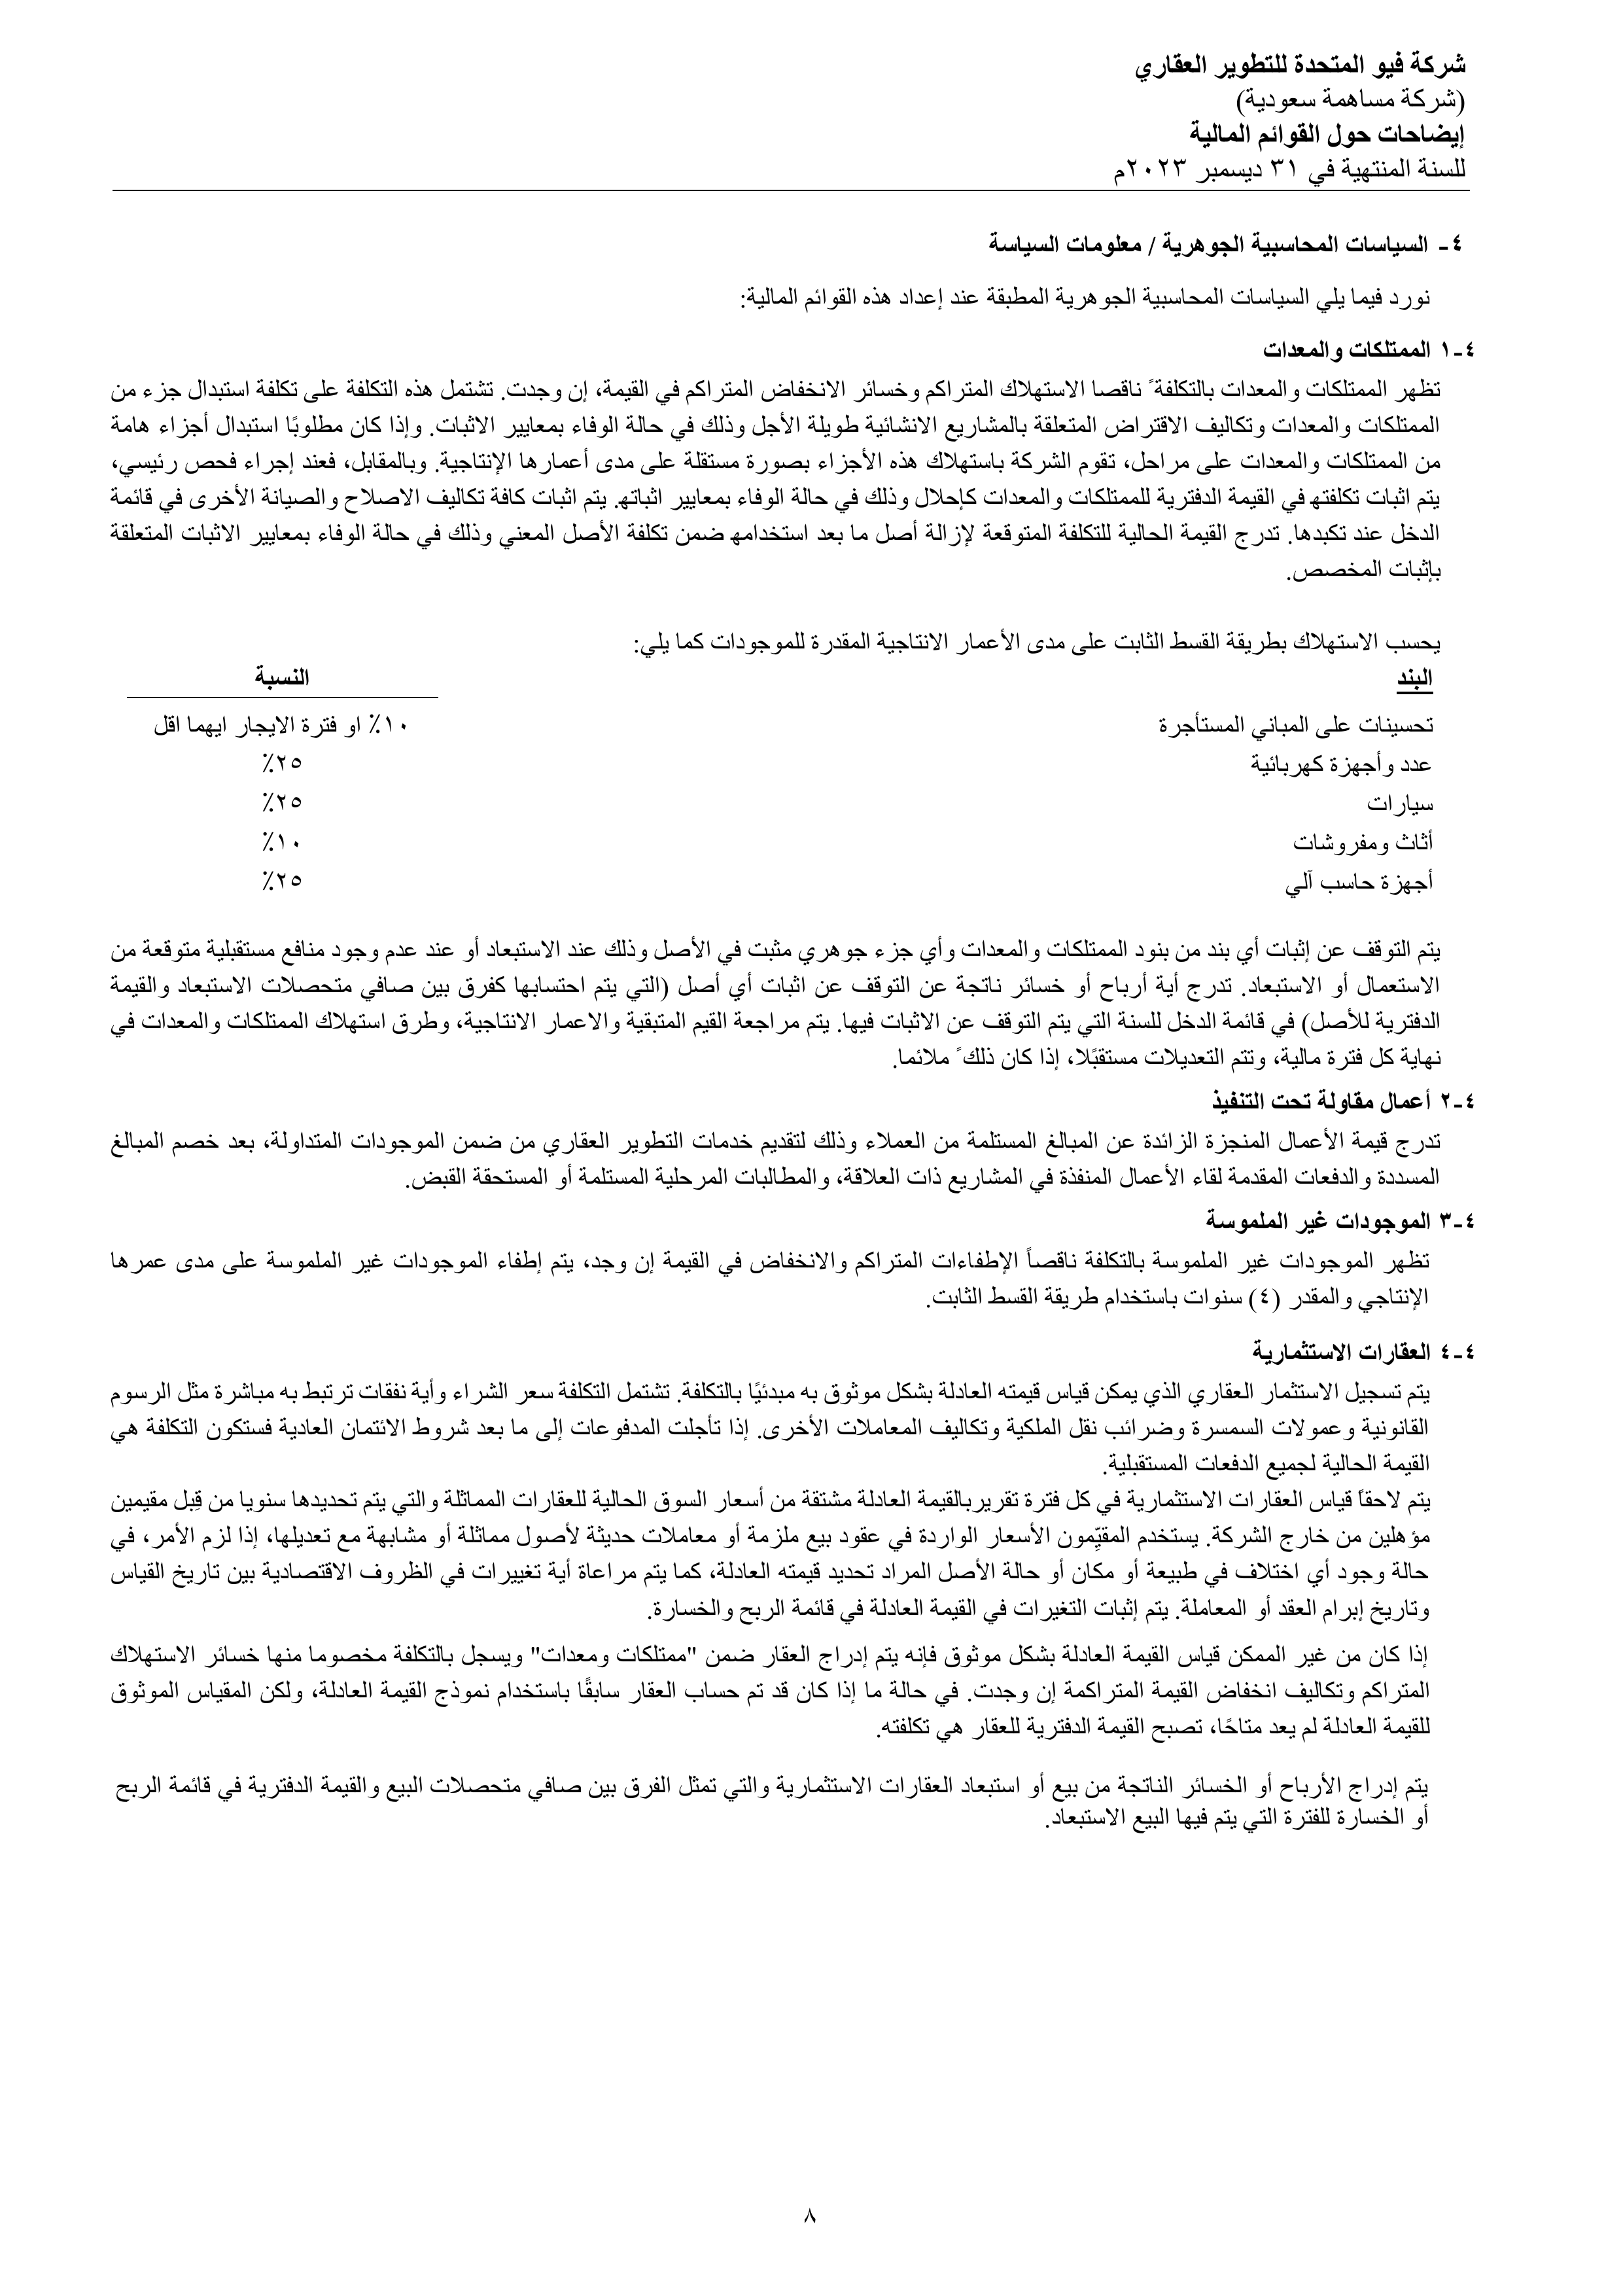 شركة فيو المتحدة للتطوير العقاري
(شركة مساهمة سعودية)
إيضاحات حول القوائم المالية
للسنة المنتهية في ٣١ ديسمبر ٢٠٢٣م
٤- السياسات المحاسبية الجوهرية / معلومات السياسة
نورد فيما يلي السياسات المحاسبية الجوهرية المطبقة عند إعداد هذه القوائم المالية:
٤-١ الممتلكات والمعدات
تظهر الممتلكات والمعدات بالتكلفة ً ناقصا الاستهلاك المتراكم وخسائر الانخفاض المتراكم في القيمة، إن وجدت. تشتمل هذه التكلفة على تكلفة استبدال جزء من
الممتلكات والمعدات وتكاليف الاقتراض المتعلقة بالمشاريع الانشائية طويلة الأجل وذلك في حالة الوفاء بمعايير الاثبات. وإذا كان مطلوبًا استبدال أجزاء هامة
من الممتلكات والمعدات على مراحل، تقوم الشركة باستهلاك هذه الأجزاء بصورة مستقلة على مدى أعمارها الإنتاجية. وبالمقابل، فعند إجراء فحص رئيسي،
يتم اثبات تكلفته في القيمة الدفترية للممتلكات والمعدات كإحلال وذلك في حالة الوفاء بمعايير اثباته. يتم اثبات كافة تكاليف الاصلاح والصيانة الأخرى في قائمة
الدخل عند تكبدها. تدرج القيمة الحالية للتكلفة المتوقعة لإزالة أصل ما بعد استخدامه ضمن تكلفة الأصل المعني وذلك في حالة الوفاء بمعايير الاثبات المتعلقة
بإثبات المخصص.
يحسب الاستهلاك بطريقة القسط الثابت على مدى الأعمار الانتاجية المقدرة للموجودات كما يلي:
البند النسبة
تحسينات على المباني المستأجرة ١٠٪ او فترة الايجار ايهما اقل
عدد وأجهزة كهربائية ٢٥٪
سيارات ٢٥٪
أثاث ومفروشات ١٠٪
أجهزة حاسب آلي ٢٥٪
يتم التوقف عن إثبات أي بند من بنود الممتلكات والمعدات وأي جزء جوهري مثبت في الأصل وذلك عند الاستبعاد أو عند عدم وجود منافع مستقبلية متوقعة من
الاستعمال أو الاستبعاد. تدرج أية أرباح أو خسائر ناتجة عن التوقف عن اثبات أي أصل (التي يتم احتسابها كفرق بين صافي متحصلات الاستبعاد والقيمة
الدفترية للأصل) في قائمة الدخل للسنة التي يتم التوقف عن الاثبات فيها. يتم مراجعة القيم المتبقية والاعمار الانتاجية، وطرق استهلاك الممتلكات والمعدات في
نهاية كل فترة مالية، وتتم التعديلات مستقبًلا، إذا كان ذلك ً ملائما.
٤-٢ أعمال مقاولة تحت التنفيذ
تدرج قيمة الأعمال المنجزة الزائدة عن المبالغ المستلمة من العملاء وذلك لتقديم خدمات التطوير العقاري من ضمن الموجودات المتداولة، بعد خصم المبالغ
المسددة والدفعات المقدمة لقاء الأعمال المنفذة في المشاريع ذات العلاقة، والمطالبات المرحلية المستلمة أو المستحقة القبض.
٤-٣ الموجودات غير الملموسة
تظهر الموجودات غير الملموسة بالتكلفة ناقصاً الإطفاءات المتراكم والانخفاض في القيمة إن وجد، يتم إطفاء الموجودات غير الملموسة على مدى عمرها
الإنتاجي والمقدر (٤) سنوات باستخدام طريقة القسط الثابت.
٤-٤ العقارات الاستثمارية
يتم تسجيل الاستثمار العقاري الذي يمكن قياس قيمته العادلة بشكل موثوق به مبدئيًا بالتكلفة. تشتمل التكلفة سعر الشراء وأية نفقات ترتبط به مباشرة مثل الرسوم
القانونية وعمولات السمسرة وضرائب نقل الملكية وتكاليف المعاملات الأخرى. إذا تأجلت المدفوعات إلى ما بعد شروط الائتمان العادية فستكون التكلفة هي
القيمة الحالية لجميع الدفعات المستقبلية.
يتم لاحقاً قياس العقارات الاستثمارية في كل فترة تقريربالقيمة العادلة مشتقة من أسعار السوق الحالية للعقارات المماثلة والتي يتم تحديدها سنويا من قِبل مقيمين
مؤهلين من خارج الشركة. يستخدم المقيِّمون الأسعار الواردة في عقود بيع ملزمة أو معاملات حديثة لأصول مماثلة أو مشابهة مع تعديلها، إذا لزم الأمر، في
حالة وجود أي اختلاف في طبيعة أو مكان أو حالة الأصل المراد تحديد قيمته العادلة، كما يتم مراعاة أية تغييرات في الظروف الاقتصادية بين تاريخ القياس
وتاريخ إبرام العقد أو المعاملة. يتم إثبات التغيرات في القيمة العادلة في قائمة الربح والخسارة.
إذا كان من غير الممكن قياس القيمة العادلة بشكل موثوق فإنه يتم إدراج العقار ضمن "ممتلكات ومعدات" ويسجل بالتكلفة مخصوما منها خسائر الاستهلاك
المتراكم وتكاليف انخفاض القيمة المتراكمة إن وجدت. في حالة ما إذا كان قد تم حساب العقار سابقًا باستخدام نموذج القيمة العادلة، ولكن المقياس الموثوق
للقيمة العادلة لم يعد متاحًا، تصبح القيمة الدفترية للعقار هي تكلفته.
يتم إدراج الأرباح أو الخسائر الناتجة من بيع أو استبعاد العقارات الاستثمارية والتي تمثل الفرق بين صافي متحصلات البيع والقيمة الدفترية في قائمة الربح
أو الخسارة للفترة التي يتم فيها البيع الاستبعاد.
٨